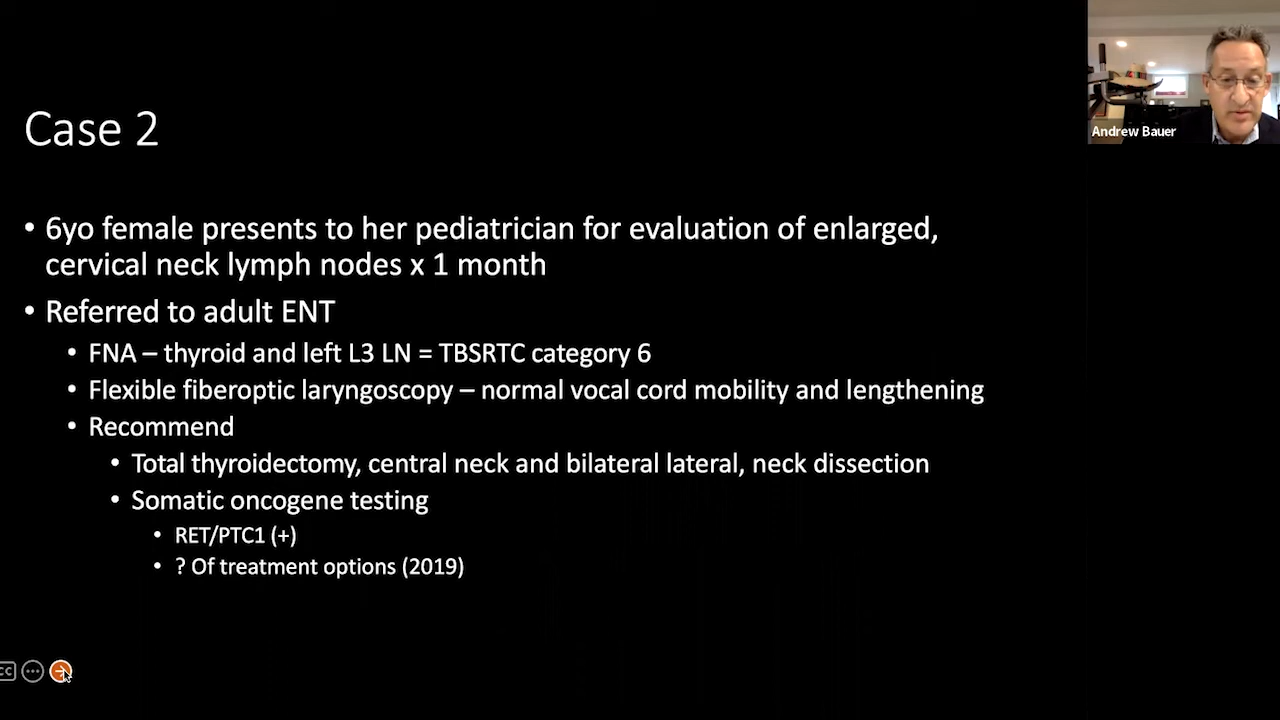 Case 2
• 6yo female presents to her pediatrician for evaluation of enlarged,
cervical neck lymph nodes x 1 month
• Referred to adult ENT
• FNA – thyroid and left L3 LN = TBSRTC category 6
• Flexible fiberoptic laryngoscopy – normal vocal cord mobility and lengthening
• Recommend
• Total thyroidectomy, central neck and bilateral lateral, neck dissection
• Somatic oncogene testing
• RET/PTC1 (+)
• ? Of treatment options (2019)
Andrew Bauer
CC